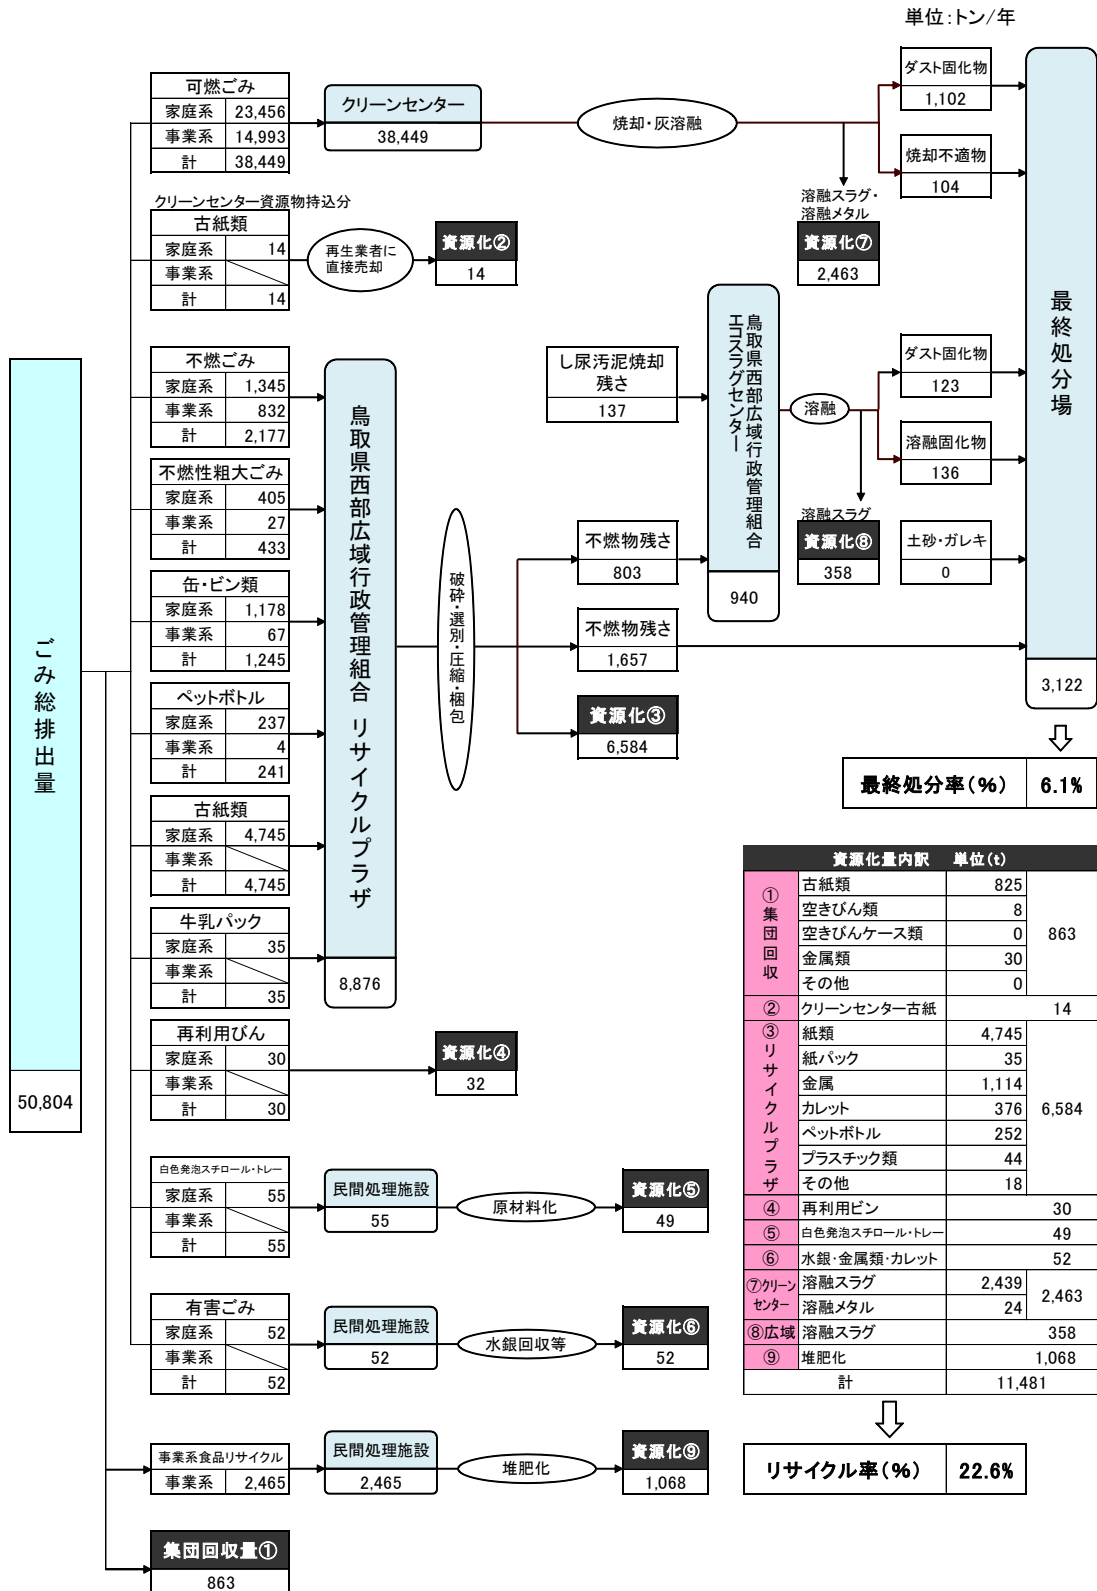 単位:トン/年
可燃ごみ
家庭系 23,456
事業系 14,993
計 38,449
クリーンセンター
38,449
焼却・灰溶融
ダスト固化物
1,102
焼却不適物
104
溶融スラグ・
溶融メタル
資源化⑦
2,463
クリーンセンター資源物持込分
古紙類
家庭系 14
事業系
計 14
再生業者に
直接売却
資源化②
14
最終処分場
3,122
ごみ総排出量
50,804
不燃ごみ
家庭系 1,345
事業系 832
計 2,177
不燃性粗大ごみ
家庭系 405
事業系 27
計 433
缶・ビン類
家庭系 1,178
事業系 67
計 1,245
ペットボトル
家庭系 237
事業系 4
計 241
古紙類
家庭系 4,745
事業系
計 4,745
牛乳パック
家庭系 35
事業系
計 35
鳥取県西部広域行政管理組合 リサイクルプラザ
8,876
破砕・選別・圧縮・梱包
し尿汚泥焼却
残さ
137
不燃物残さ
803
不燃物残さ
1,657
資源化③
6,584
鳥取県西部広域行政管理組合
エコスラグセンター
940
溶融
ダスト固化物
123
溶融固化物
136
溶融スラグ
資源化⑧
358
土砂・ガレキ
0
最終処分率(%) 6.1%
再利用びん
家庭系 30
事業系
計 30
資源化④
32
白色発泡スチロール・トレー
家庭系 55
事業系
計 55
民間処理施設
55
原材料化
資源化⑤
49
有害ごみ
家庭系 52
事業系
計 52
民間処理施設
52
水銀回収等
資源化⑥
52
事業系食品リサイクル
事業系 2,465
民間処理施設
2,465
堆肥化
資源化⑨
1,068
集団回収量①
863
資源化量内訳 単位(t)
①集団回収
古紙類 825
空きびん類 8
空きびんケース類 0
金属類 30
その他 0
863
② クリーンセンター古紙 14
③リサイクルプラザ
紙類 4,745
紙パック 35
金属 1,114
カレット 376
ペットボトル 252
プラスチック類 44
その他 18
6,584
④ 再利用ビン 30
⑤ 白色発泡スチロール・トレー 49
⑥ 水銀・金属類・カレット 52
⑦クリーン
センター
溶融スラグ 2,439
溶融メタル 24
2,463
⑧広域 溶融スラグ 358
⑨ 堆肥化 1,068
計 11,481
リサイクル率(%) 22.6%